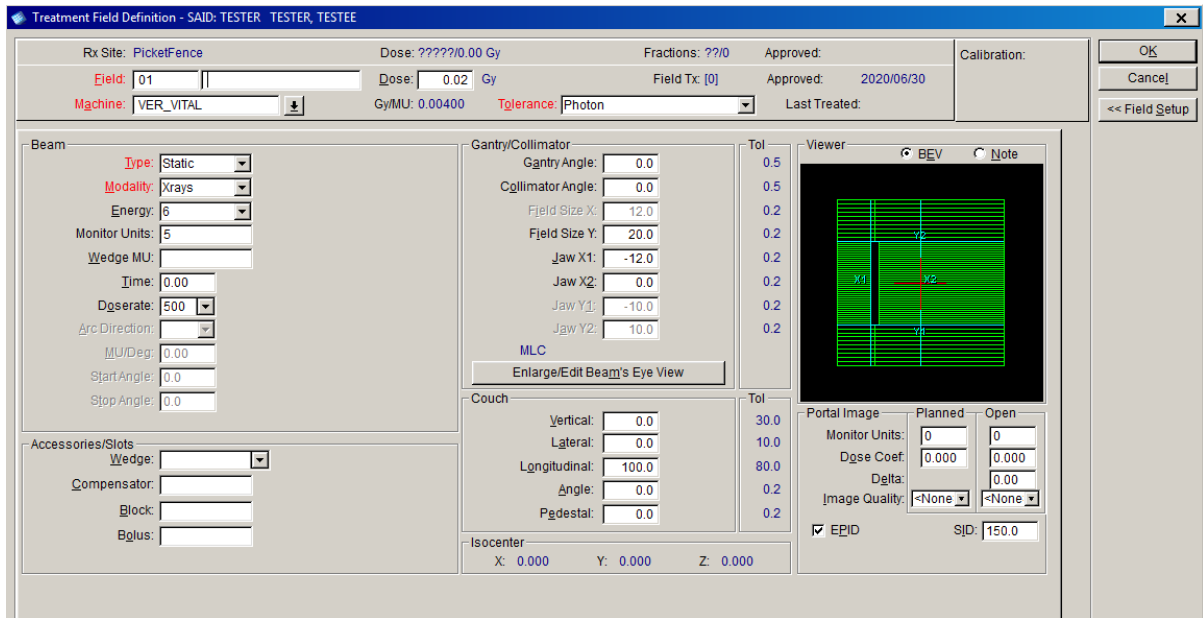 Treatment Field Definition - SAID: TESTER   TESTER, TESTEE
Rx Site: PicketFence Dose: ?????/0.00 Gy Fractions: ??/0 Approved: Calibration: OK
Field: 01 Dose: 0.02 Gy Field Tx: [0] Approved: 2020/06/30 Cancel
Machine: VER_VITAL Gy/MU: 0.00400 Tolerance: Photon Last Treated: << Field Setup
Beam
Type: Static
Modality: Xrays
Energy: 6
Monitor Units: 5
Wedge MU:
Time: 0.00
Doserate: 500
Arc Direction:
MU/Deg: 0.00
Start Angle: 0.0
Stop Angle: 0.0
Accessories/Slots
Wedge:
Compensator:
Block:
Bolus:
Gantry/Collimator Tol
Gantry Angle: 0.0 0.5
Collimator Angle: 0.0 0.5
Field Size X: 12.0 0.2
Field Size Y: 20.0 0.2
Jaw X1: -12.0 0.2
Jaw X2: 0.0 0.2
Jaw Y1: -10.0 0.2
Jaw Y2: 10.0 0.2
MLC
Enlarge/Edit Beam's Eye View
Couch Tol
Vertical: 0.0 30.0
Lateral: 0.0 10.0
Longitudinal: 100.0 80.0
Angle: 0.0 0.2
Pedestal: 0.0 0.2
Isocenter
X: 0.000 Y: 0.000 Z: 0.000
Viewer BEV Note
Y2
X1 X2
Y1
Portal Image Planned Open
Monitor Units: 0 0
Dose Coef: 0.000 0.000
Delta: 0.00
Image Quality: <None <None
EPID SID: 150.0